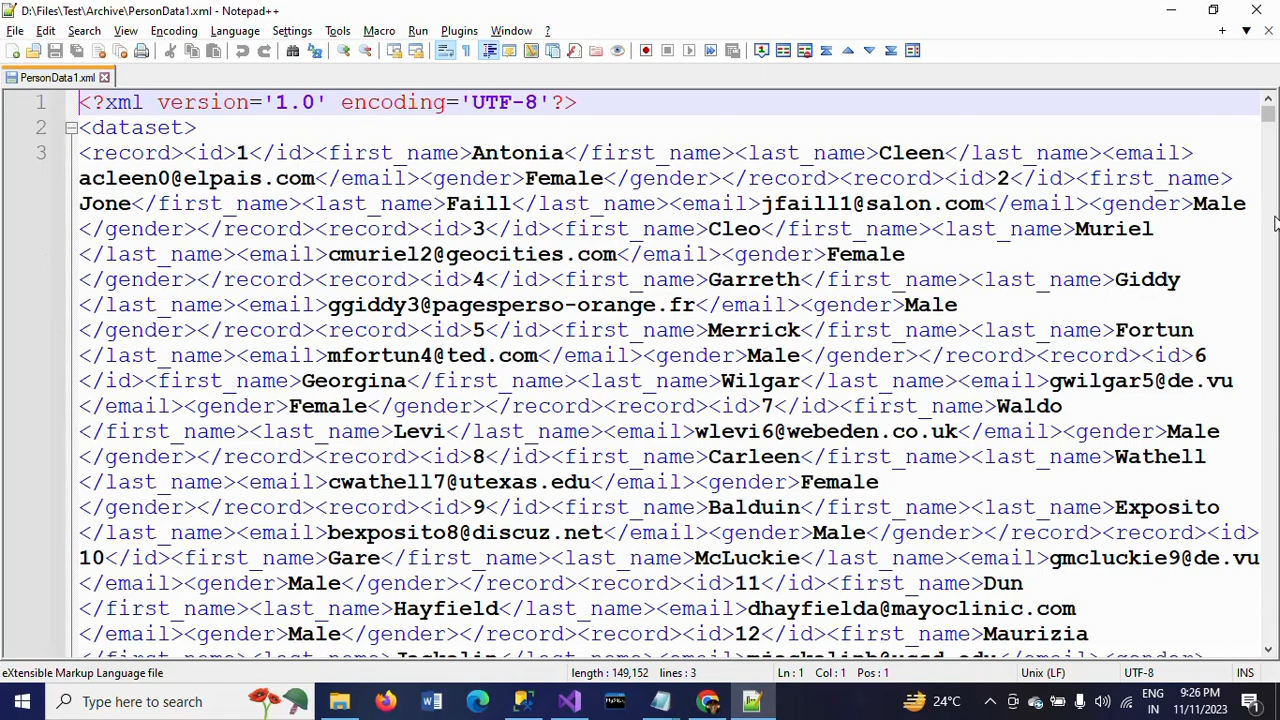 D:\Files\Test\Archive\PersonData1.xml - Notepad++
File Edit Search View Encoding Language Settings Tools Macro Run Plugins Window ?
PersonData1.xml
1 <?xml version='1.0' encoding='UTF-8'?>
2 <dataset>
3 <record><id>1</id><first_name>Antonia</first_name><last_name>Cleen</last_name><email>
acleen0@elpais.com</email><gender>Female</gender></record><record><id>2</id><first_name>
Jone</first_name><last_name>Faill</last_name><email>jfaill1@salon.com</email><gender>Male
</gender></record><record><id>3</id><first_name>Cleo</first_name><last_name>Muriel
</last_name><email>cmuriel2@geocities.com</email><gender>Female
</gender></record><record><id>4</id><first_name>Garreth</first_name><last_name>Giddy
</last_name><email>ggiddy3@pagesperso-orange.fr</email><gender>Male
</gender></record><record><id>5</id><first_name>Merrick</first_name><last_name>Fortun
</last_name><email>mfortun4@ted.com</email><gender>Male</gender></record><record><id>6
</id><first_name>Georgina</first_name><last_name>Wilgar</last_name><email>gwilgar5@de.vu
</email><gender>Female</gender></record><record><id>7</id><first_name>Waldo
</first_name><last_name>Levi</last_name><email>wlevi6@webeden.co.uk</email><gender>Male
</gender></record><record><id>8</id><first_name>Carleen</first_name><last_name>Wathell
</last_name><email>cwathell7@utexas.edu</email><gender>Female
</gender></record><record><id>9</id><first_name>Balduin</first_name><last_name>Exposito
</last_name><email>bexposito8@discuz.net</email><gender>Male</gender></record><record><id>
10</id><first_name>Gare</first_name><last_name>McLuckie</last_name><email>gmcluckie9@de.vu
</email><gender>Male</gender></record><record><id>11</id><first_name>Dun
</first_name><last_name>Hayfield</last_name><email>dhayfielda@mayoclinic.com
</email><gender>Male</gender></record><record><id>12</id><first_name>Maurizia
eXtensible Markup Language file length : 149,152 lines : 3 Ln : 1 Col : 1 Pos : 1 Unix (LF) UTF-8 INS
Type here to search 24°C ENG IN 9:26 PM 11/11/2023